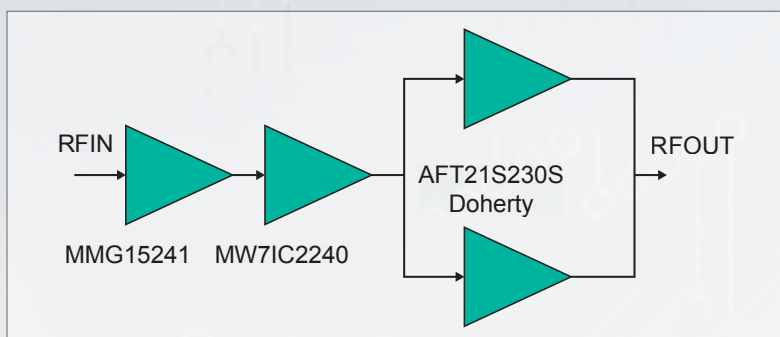 RFIN
MMG15241
MW7IC2240
AFT21S230S
Doherty
RFOUT